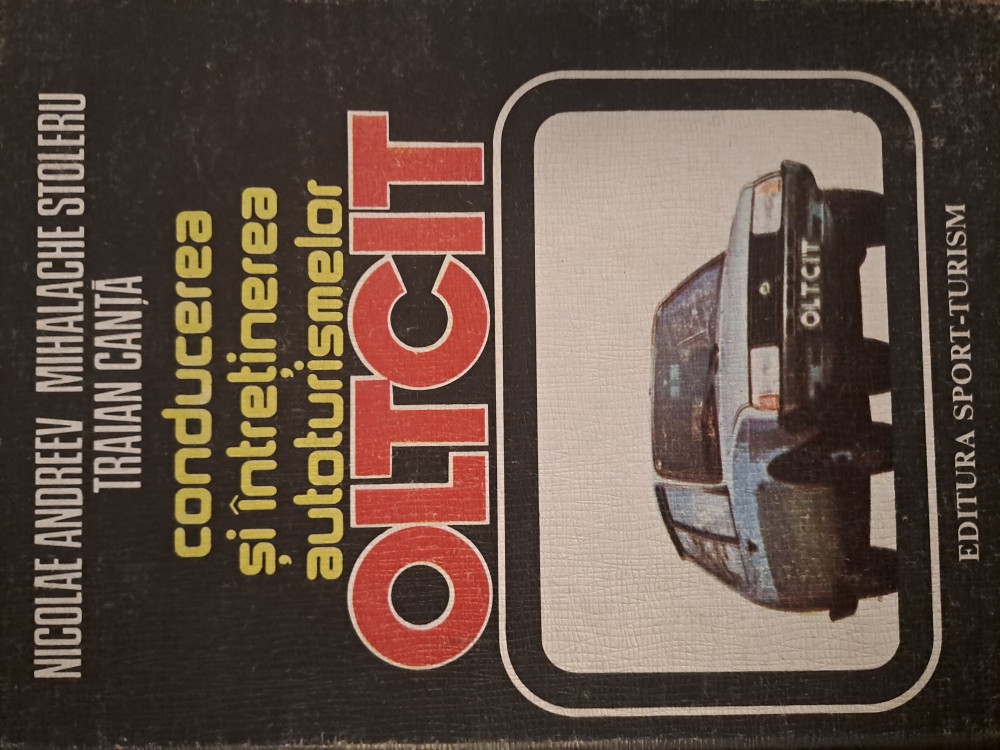 NICOLAE ANDREEV MIHALACHE STOLERU
TRAIAN CANȚĂ
conducerea
și întreținerea
autoturismelor
OLTCIT
OLTCIT
EDITURA SPORT-TURISM